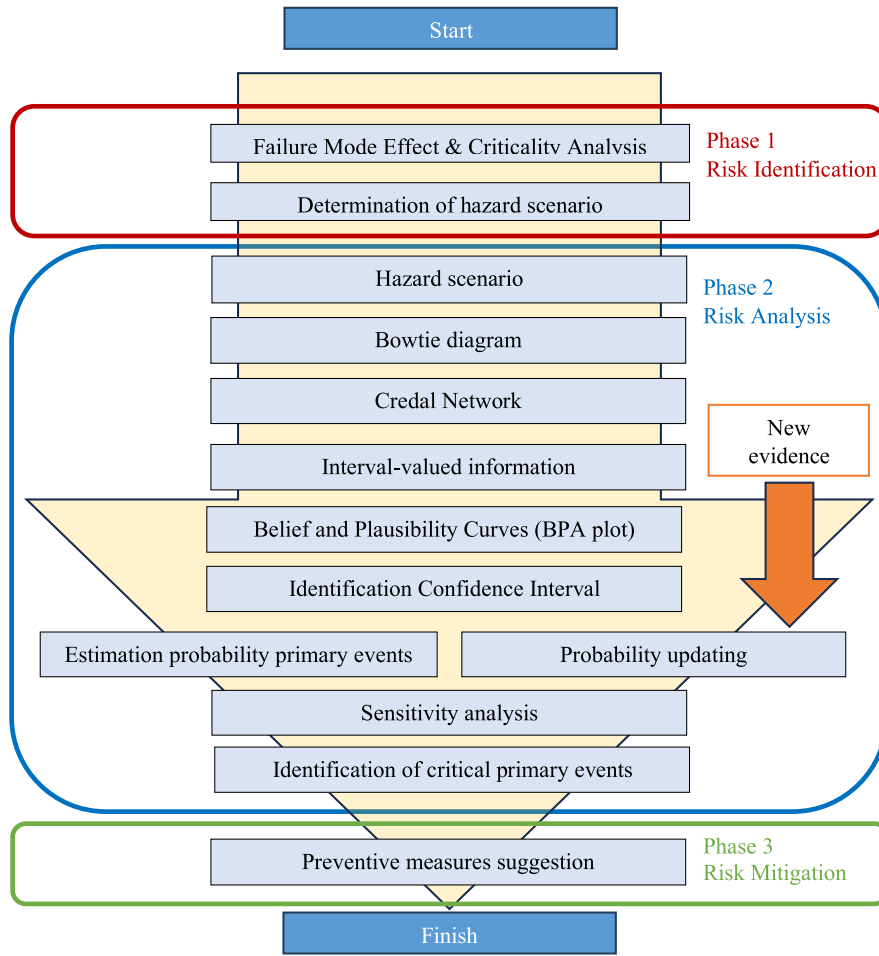 Start
Failure Mode Effect & Criticality Analysis
Phase 1
Risk Identification
Determination of hazard scenario
Hazard scenario
Phase 2
Risk Analysis
Bowtie diagram
Credal Network
New
evidence
Interval-valued information
Belief and Plausibility Curves (BPA plot)
Identification Confidence Interval
Estimation probability primary events
Probability updating
Sensitivity analysis
Identification of critical primary events
Phase 3
Risk Mitigation
Preventive measures suggestion
Finish